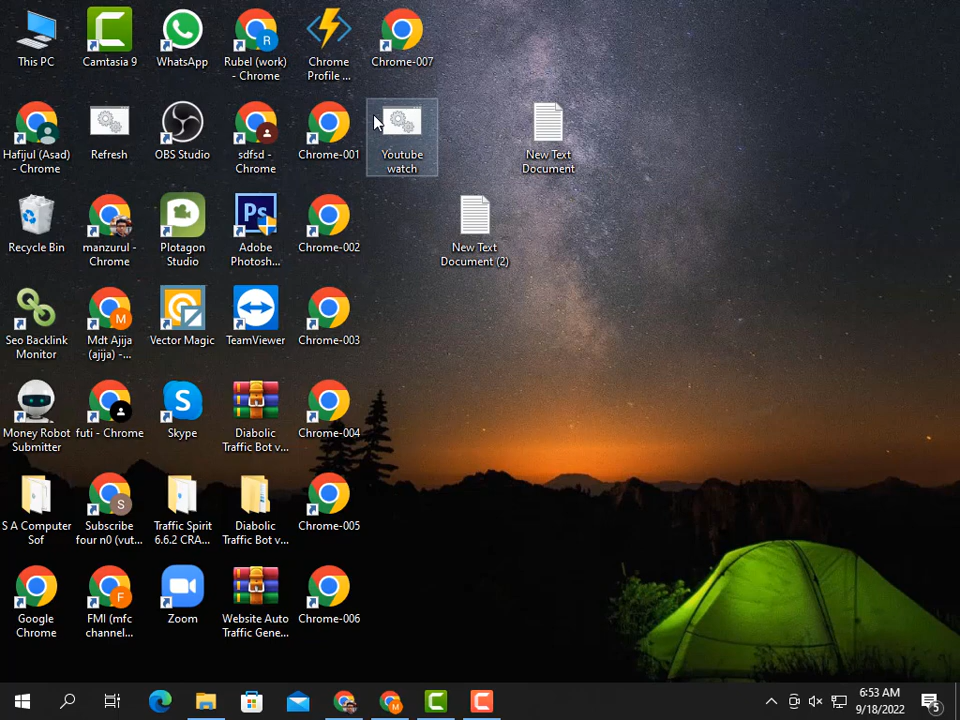 This PC
Camtasia 9
WhatsApp
Rubel (work)
- Chrome
Chrome
Profile ...
Chrome-007
Hafijul (Asad)
- Chrome
Refresh
OBS Studio
sdfsd -
Chrome
Chrome-001
Youtube
watch
New Text
Document
Recycle Bin
manzurul -
Chrome
Plotagon
Studio
Adobe
Photosh...
Chrome-002
New Text
Document (2)
Seo Backlink
Monitor
Mdt Ajija
(ajija) -...
Vector Magic
TeamViewer
Chrome-003
Money Robot
Submitter
futi - Chrome
Skype
Diabolic
Traffic Bot v...
Chrome-004
S A Computer
Sof
Subscribe
four n0 (vut...
Traffic Spirit
6.6.2 CRA...
Diabolic
Traffic Bot v...
Chrome-005
Google
Chrome
FMI (mfc
channel...
Zoom
Website Auto
Traffic Gene...
Chrome-006
6:53 AM
9/18/2022
5